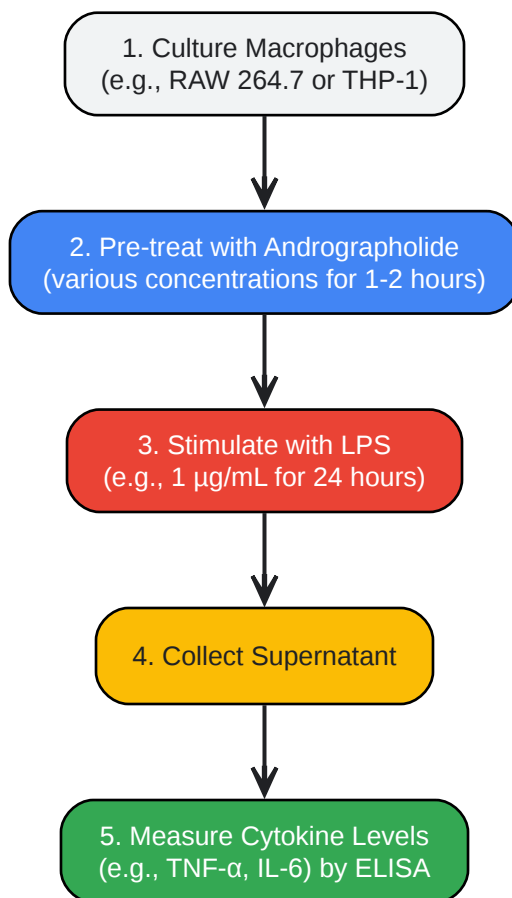 1. Culture Macrophages
(e.g., RAW 264.7 or THP-1)
2. Pre-treat with Andrographolide
(various concentrations for 1-2 hours)
3. Stimulate with LPS
(e.g., 1 µg/mL for 24 hours)
4. Collect Supernatant
5. Measure Cytokine Levels
(e.g., TNF-α, IL-6) by ELISA